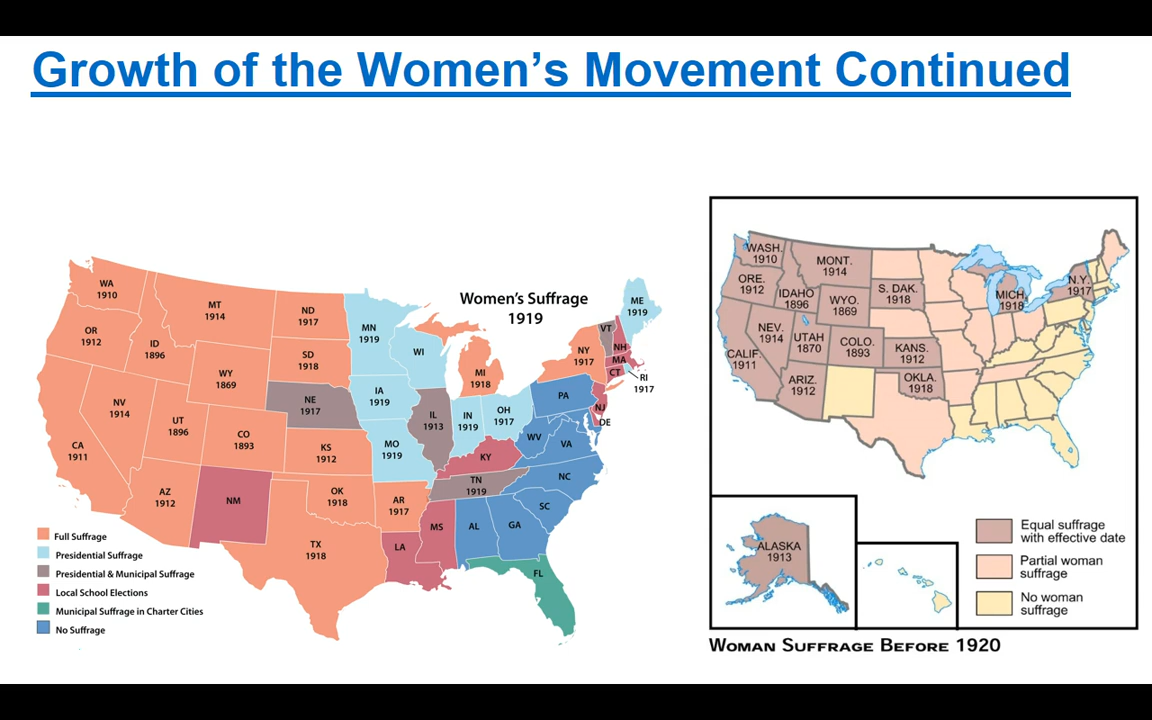 Growth of the Women's Movement Continued
Women's Suffrage
1919
WA
1910
OR
1912
ID
1896
MT
1914
ND
1917
SD
1918
WY
1869
NV
1914
UT
1896
CO
1893
CA
1911
AZ
1912
NM
NE
1917
KS
1912
OK
1918
TX
1918
MN
1919
WI
IA
1919
MO
1919
AR
1917
LA
MS
IL
1913
IN
1919
MI
1918
OH
1917
KY
TN
1919
AL
GA
FL
SC
NC
VA
WV
PA
NY
1917
VT
NH
MA
CT
RI
1917
NJ
DE
ME
1919
Full Suffrage
Presidential Suffrage
Presidential & Municipal Suffrage
Local School Elections
Municipal Suffrage in Charter Cities
No Suffrage
WASH.
1910
ORE.
1912
IDAHO
1896
MONT.
1914
WYO.
1869
S. DAK.
1918
NEV.
1914
UTAH
1870
COLO.
1893
KANS.
1912
CALIF.
1911
ARIZ.
1912
OKLA.
1918
MICH.
1918
N.Y.
1917
ALASKA
1913
Equal suffrage
with effective date
Partial woman
suffrage
No woman
suffrage
WOMAN SUFFRAGE BEFORE 1920